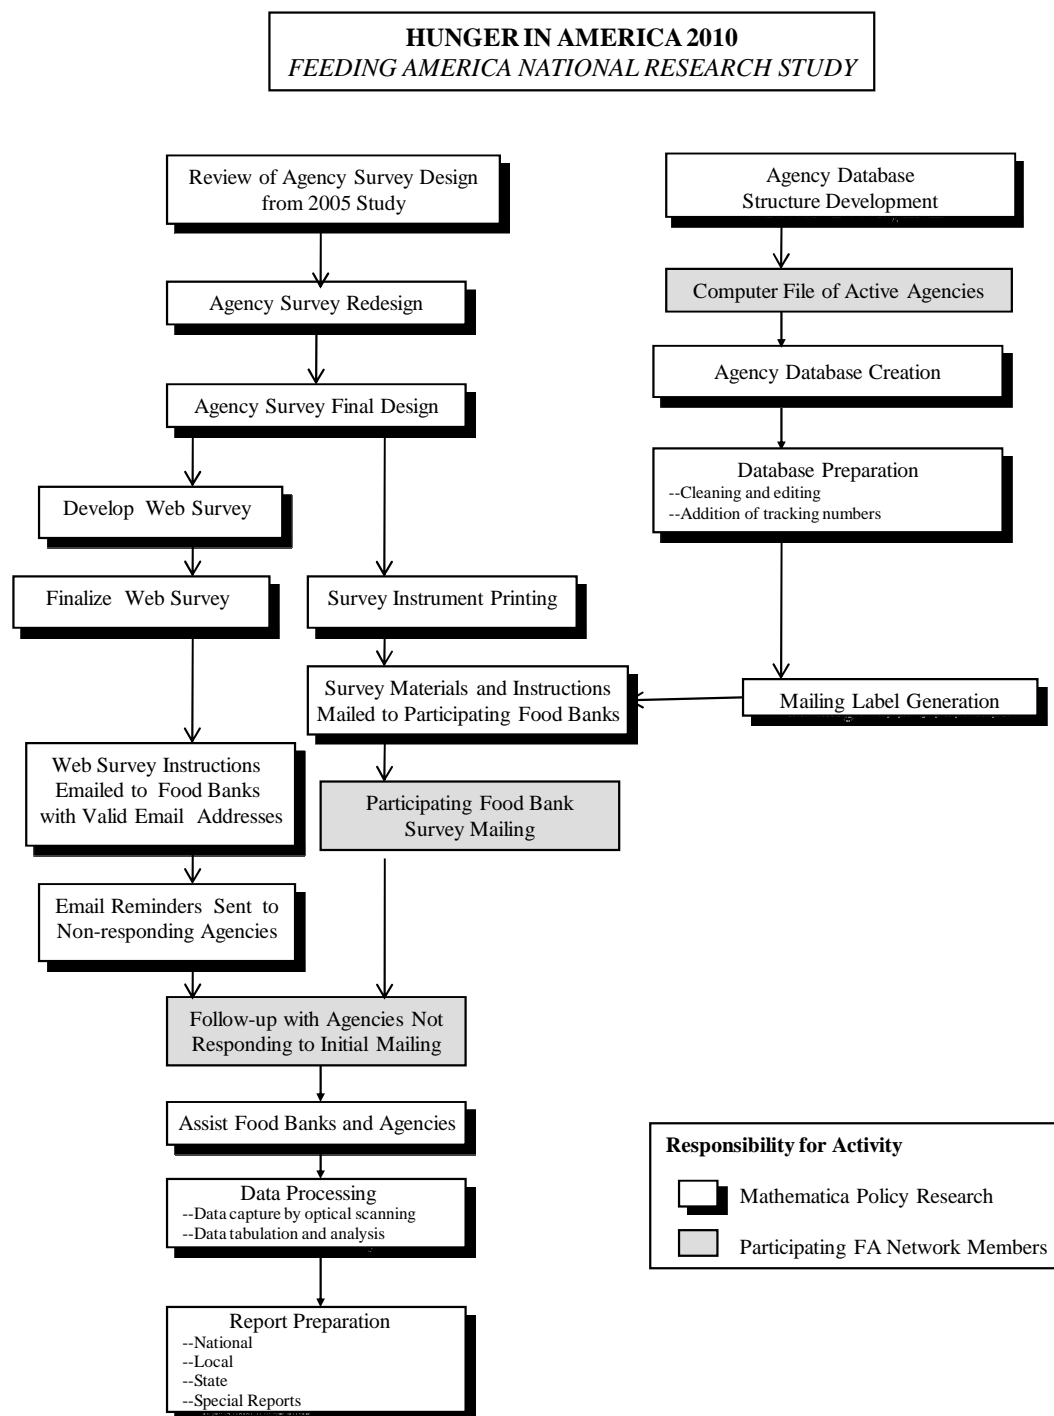 HUNGER IN AMERICA 2010
FEEDING AMERICA NATIONAL RESEARCH STUDY
Review of Agency Survey Design
from 2005 Study
Agency Survey Redesign
Agency Survey Final Design
Develop Web Survey
Finalize Web Survey
Web Survey Instructions
Emailed to Food Banks
with Valid Email Addresses
Email Reminders Sent to
Non-responding Agencies
Survey Instrument Printing
Survey Materials and Instructions
Mailed to Participating Food Banks
Participating Food Bank
Survey Mailing
Agency Database
Structure Development
Computer File of Active Agencies
Agency Database Creation
Database Preparation
--Cleaning and editing
--Addition of tracking numbers
Mailing Label Generation
Follow-up with Agencies Not
Responding to Initial Mailing
Assist Food Banks and Agencies
Data Processing
--Data capture by optical scanning
--Data tabulation and analysis
Report Preparation
--National
--Local
--State
--Special Reports
Responsibility for Activity
Mathematica Policy Research
Participating FA Network Members